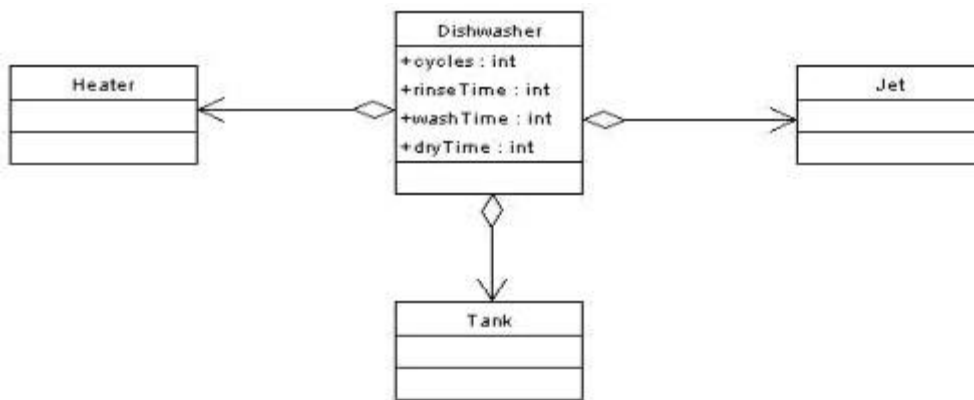 Dishwasher
+cycles : int
+rinseTime : int
+washTime : int
+dryTime : int
Heater
Jet
Tank